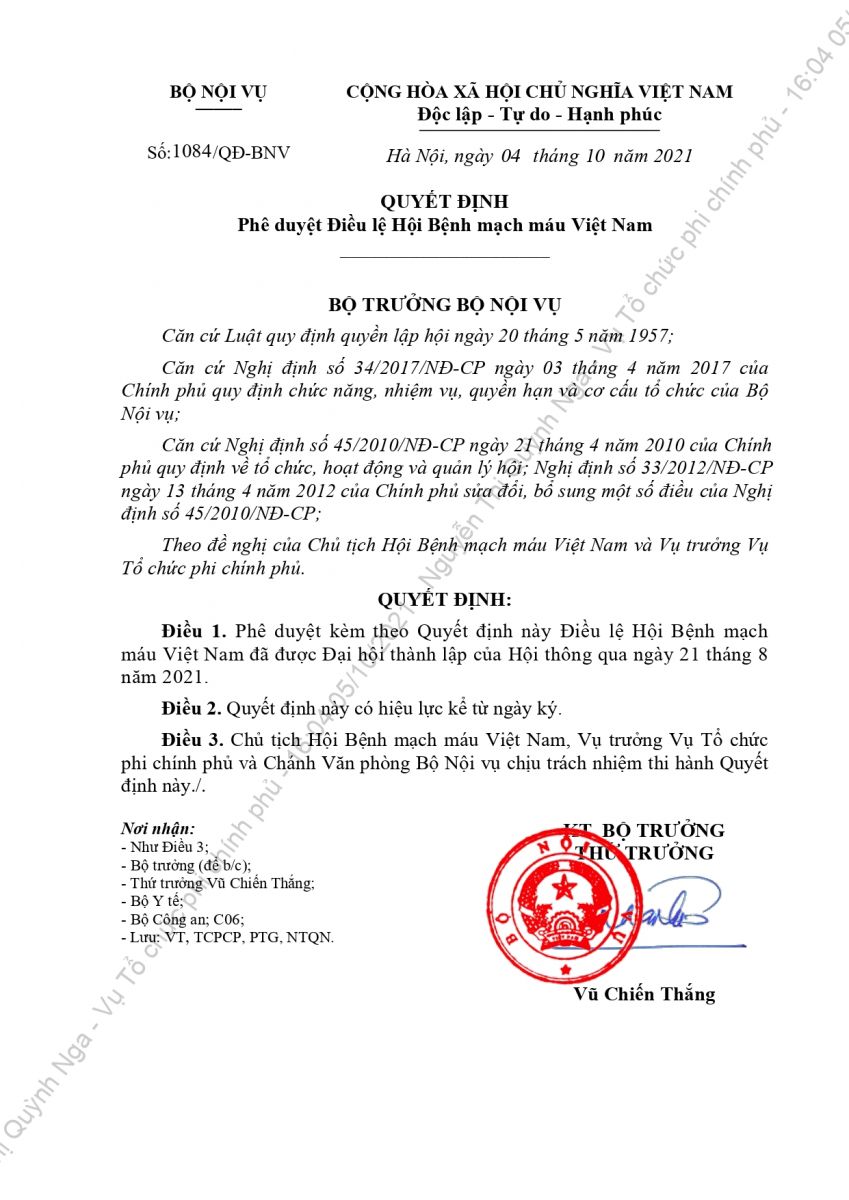 BỘ NỘI VỤ
CỘNG HÒA XÃ HỘI CHỦ NGHĨA VIỆT NAM
Độc lập - Tự do - Hạnh phúc
Số:1084/QĐ-BNV
Hà Nội, ngày 04 tháng 10 năm 2021
QUYẾT ĐỊNH
Phê duyệt Điều lệ Hội Bệnh mạch máu Việt Nam
BỘ TRƯỞNG BỘ NỘI VỤ
Căn cứ Luật quy định quyền lập hội ngày 20 tháng 5 năm 1957;
Căn cứ Nghị định số 34/2017/NĐ-CP ngày 03 tháng 4 năm 2017 của
Chính phủ quy định chức năng, nhiệm vụ, quyền hạn và cơ cấu tổ chức của Bộ
Nội vụ;
Căn cứ Nghị định số 45/2010/NĐ-CP ngày 21 tháng 4 năm 2010 của Chính
phủ quy định về tổ chức, hoạt động và quản lý hội; Nghị định số 33/2012/NĐ-CP
ngày 13 tháng 4 năm 2012 của Chính phủ sửa đổi, bổ sung một số điều của Nghị
định số 45/2010/NĐ-CP;
Theo đề nghị của Chủ tịch Hội Bệnh mạch máu Việt Nam và Vụ trưởng Vụ
Tổ chức phi chính phủ.
QUYẾT ĐỊNH:
Điều 1. Phê duyệt kèm theo Quyết định này Điều lệ Hội Bệnh mạch
máu Việt Nam đã được Đại hội thành lập của Hội thông qua ngày 21 tháng 8
năm 2021.
Điều 2. Quyết định này có hiệu lực kể từ ngày ký.
Điều 3. Chủ tịch Hội Bệnh mạch máu Việt Nam, Vụ trưởng Vụ Tổ chức
phi chính phủ và Chánh Văn phòng Bộ Nội vụ chịu trách nhiệm thi hành Quyết
định này./.
Nơi nhận:
- Như Điều 3;
- Bộ trưởng (để b/c);
- Thứ trưởng Vũ Chiến Thắng;
- Bộ Y tế;
- Bộ Công an; C06;
- Lưu: VT, TCPCP, PTG, NTQN.
KT. BỘ TRƯỞNG
THỨ TRƯỞNG
BỘ NỘI VỤ
Vũ Chiến Thắng
ị Quỳnh Nga - Vụ Tổ chức phi chính phủ - 16:04 05/10/2021 - Nguyễn Thị Quỳnh Nga - Vụ Tổ chức phi chính phủ - 16:04 05/